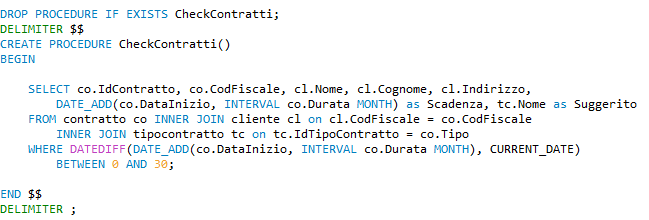 DROP PROCEDURE IF EXISTS CheckContratti;
DELIMITER $$
CREATE PROCEDURE CheckContratti()
BEGIN
SELECT co.IdContratto, co.CodFiscale, cl.Nome, cl.Cognome, cl.Indirizzo,
DATE_ADD(co.DataInizio, INTERVAL co.Durata MONTH) as Scadenza, tc.Nome as Suggerito
FROM contratto co INNER JOIN cliente cl on cl.CodFiscale = co.CodFiscale
INNER JOIN tipocontratto tc on tc.IdTipoContratto = co.Tipo
WHERE DATEDIFF(DATE_ADD(co.DataInizio, INTERVAL co.Durata MONTH), CURRENT_DATE)
BETWEEN 0 AND 30;
END $$
DELIMITER ;